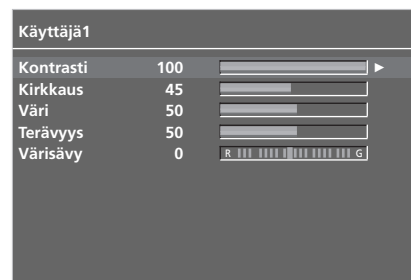 Käyttäjä1
Kontrasti 100
Kirkkaus 45
Väri 50
Terävyys 50
Värisävy 0 R G